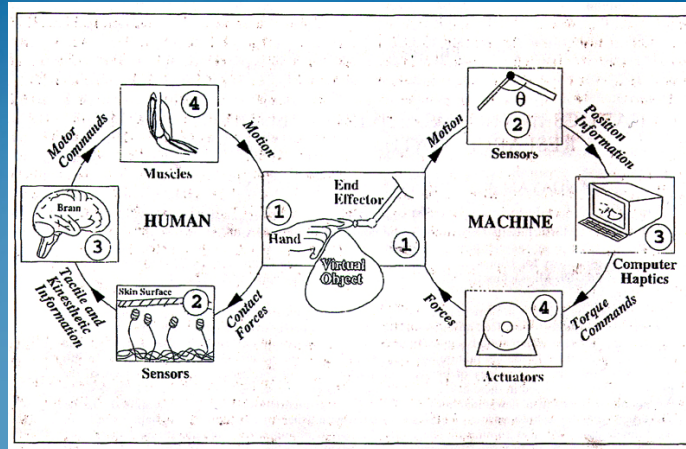 4
Motor
Commands
Motion
Muscles
Brain
3
HUMAN
Tactile and
Kinesthetic
Information
Skin Surface
2
Sensors
Contact
Forces
1
Hand
End
Effector
Virtual
Object
1
Motion
θ
2
Sensors
Position
Information
MACHINE
3
Computer
Haptics
Forces
4
Actuators
Torque
Commands